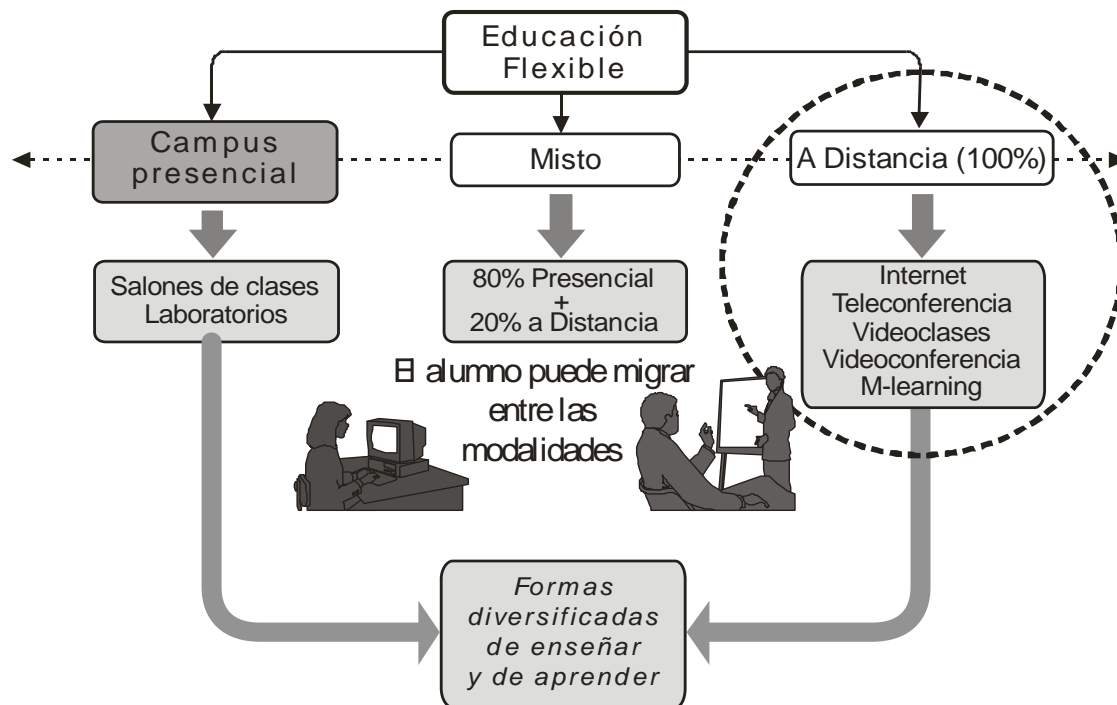 Educación
Flexible
Campus
presencial
Misto
A Distancia (100%)
Salones de clases
Laboratorios
80% Presencial
+
20% a Distancia
Internet
Teleconferencia
Videoclases
Videoconferencia
M-learning
El alumno puede migrar
entre las
modalidades
Formas
diversificadas
de enseñar
y de aprender